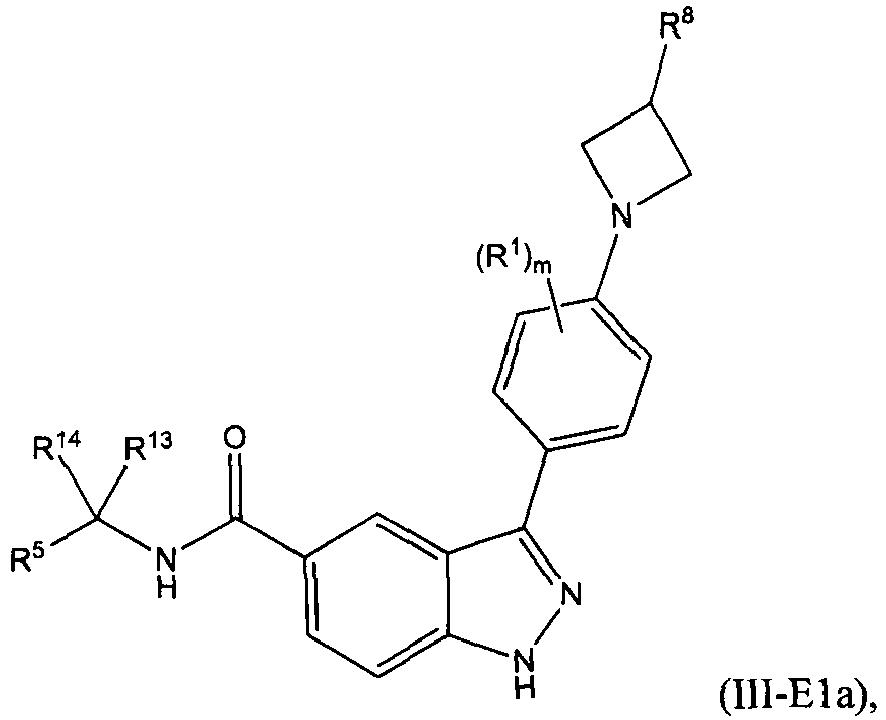 R⁸
N
(R¹)ₘ
R¹⁴ R¹³ O
R⁵ N H
N
N H
(III-E1a),